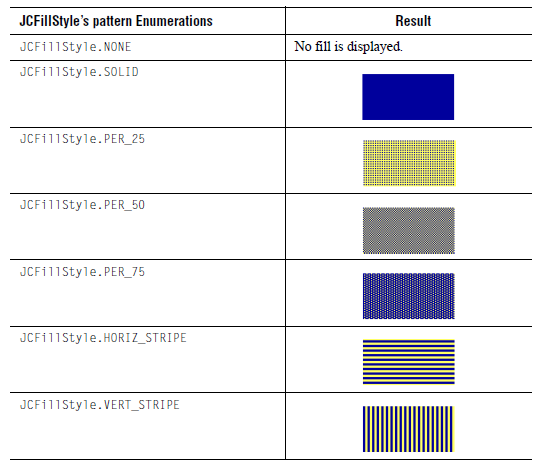 JCFillStyle's pattern Enumerations Result
JCFillStyle.NONE No fill is displayed.
JCFillStyle.SOLID
JCFillStyle.PER_25
JCFillStyle.PER_50
JCFillStyle.PER_75
JCFillStyle.HORIZ_STRIPE
JCFillStyle.VERT_STRIPE